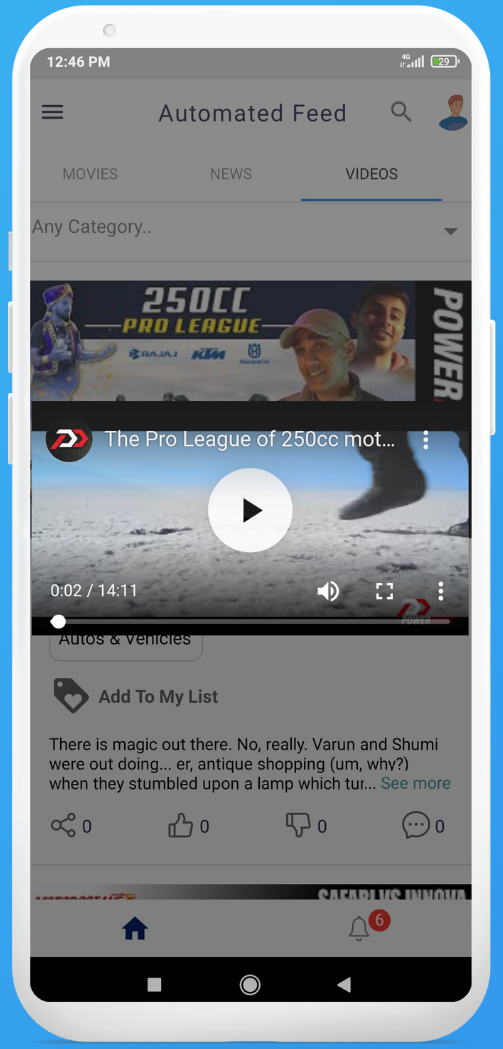 12:46 PM
4G
29
Automated Feed
MOVIES NEWS VIDEOS
Any Category..
250CC
PRO LEAGUE
BAJAJ KTM Husqvarna
POWER
The Pro League of 250cc mot...
0:02 / 14:11
POWER
Autos & Vehicles
Add To My List
There is magic out there. No, really. Varun and Shumi
were out doing... er, antique shopping (um, why?)
when they stumbled upon a lamp which tur... See more
0 0 0 0
SAFARI VS INNOVA
6